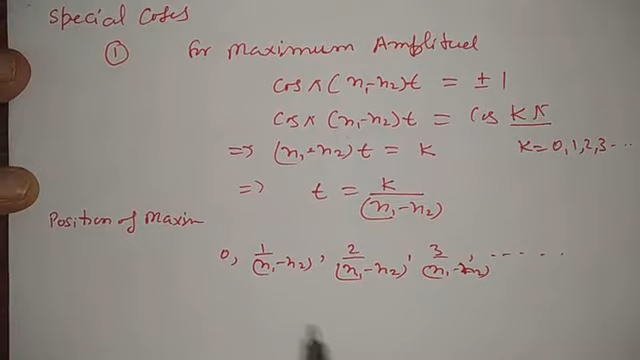 Special Cases
① for Maximum Amplituel
cos π (n₁-n₂)t = ± 1
cos π (n₁-n₂)t = cos kπ
=> (n₁-n₂)t = k   k=0,1,2,3---
=> t = k/(n₁-n₂)
Position of Maxim
0, 1/(n₁-n₂), 2/(n₁-n₂), 3/(n₁-n₂), ------